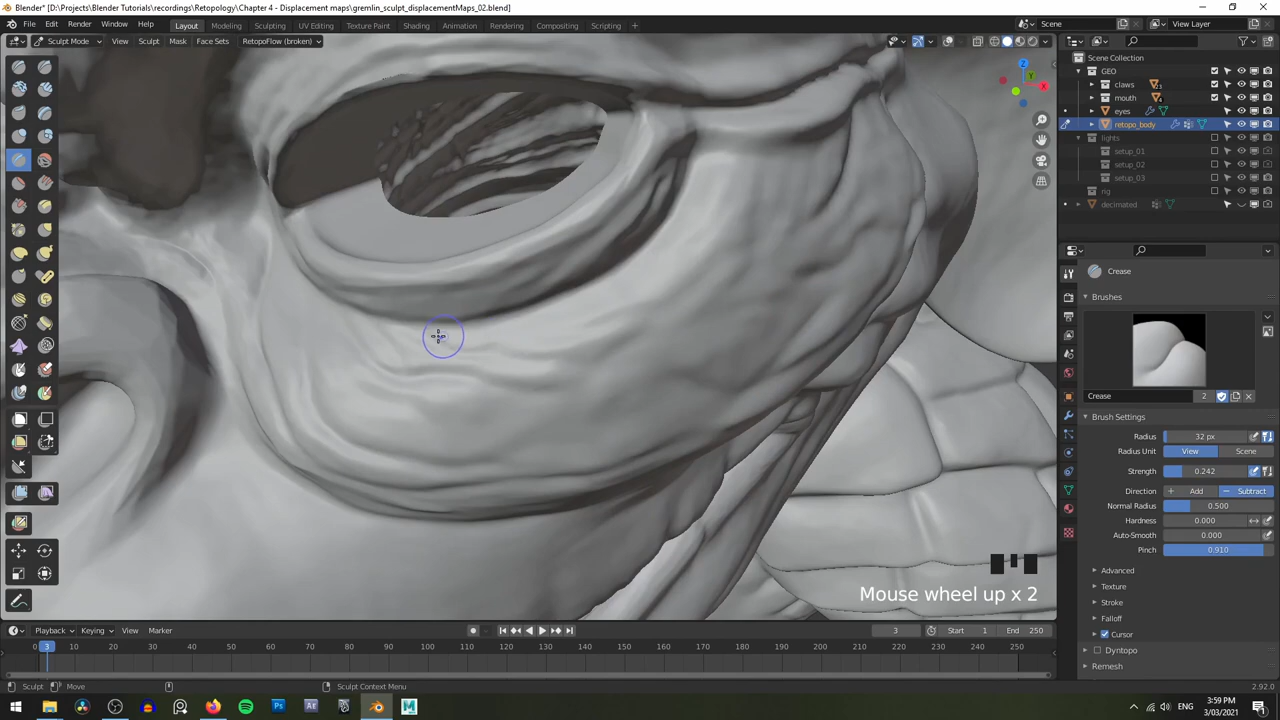 Blender* [D:\Projects\Blender Tutorials\recordings\Retopology\Chapter 4 - Displacement maps\gremlin_sculpt_displacementMaps_02.blend]
File Edit Render Window Help Layout Modeling Sculpting UV Editing Texture Paint Shading Animation Rendering Compositing Scripting + Scene View Layer
Sculpt Mode View Sculpt Mask Face Sets RetopoFlow (broken)
Scene Collection
GEO
claws 23
mouth 4
eyes
retopo_body
lights
setup_01
setup_02
setup_03
rig
decimated
Z
Y
X
Crease
Brushes
Crease 2
Brush Settings
Radius 32 px
Radius Unit View Scene
Strength 0.242
Direction + Add − Subtract
Normal Radius 0.500
Hardness 0.000
Auto-Smooth 0.000
Pinch 0.910
Advanced
Texture
Stroke
Falloff
Cursor
Dyntopo
Remesh
Mouse wheel up x 2
Playback Keying View Marker 3 Start 1 End 250
0 3 10 20 30 40 50 60 70 80 90 100 110 120 130 140 150 160 170 180 190 200 210 220 230 240 250
Sculpt Move Sculpt Context Menu 2.92.0
Ps Ae M ENG 3:59 PM
3/03/2021 1